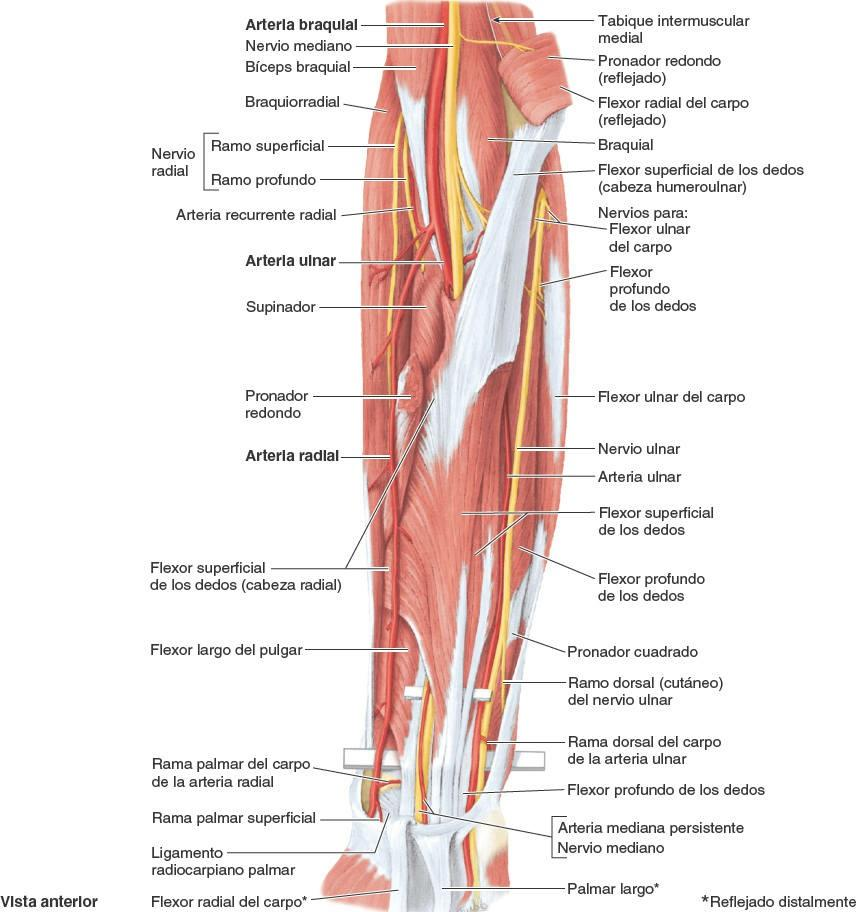 Arteria braquial
Nervio mediano
Bíceps braquial
Braquiorradial
Nervio
radial
Ramo superficial
Ramo profundo
Arteria recurrente radial
Arteria ulnar
Supinador
Pronador
redondo
Arteria radial
Flexor superficial
de los dedos (cabeza radial)
Flexor largo del pulgar
Rama palmar del carpo
de la arteria radial
Rama palmar superficial
Ligamento
radiocarpiano palmar
Vista anterior
Flexor radial del carpo*
Tabique intermuscular
medial
Pronador redondo
(reflejado)
Flexor radial del carpo
(reflejado)
Braquial
Flexor superficial de los dedos
(cabeza humeroulnar)
Nervios para:
Flexor ulnar
del carpo
Flexor
profundo
de los dedos
Flexor ulnar del carpo
Nervio ulnar
Arteria ulnar
Flexor superficial
de los dedos
Flexor profundo
de los dedos
Pronador cuadrado
Ramo dorsal (cutáneo)
del nervio ulnar
Rama dorsal del carpo
de la arteria ulnar
Flexor profundo de los dedos
Arteria mediana persistente
Nervio mediano
Palmar largo*
*Reflejado distalmente